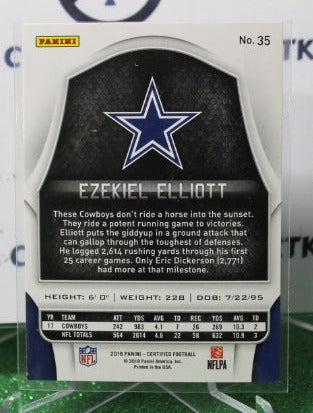 PANINI
No. 35
EZEKIEL ELLIOTT
These Cowboys don't ride a horse into the sunset.
They ride a potent running game to victories.
Elliott puts the giddyup in a ground attack that
can gallop through the toughest of defenses.
He logged 2,614 rushing yards through his first
25 career games. Only Eric Dickerson (2,771)
had more at that milestone.
HEIGHT: 6' 0" | WEIGHT: 228 | DOB: 7/22/95
YR TEAM ATT YDS AVG TD REC YDS AVG TD
17 COWBOYS 242 983 4.1 7 26 269 10.3 2
NFL TOTALS 564 2614 4.6 22 58 632 10.9 3
NFL
2018 PANINI - CERTIFIED FOOTBALL
© 2018 Panini America, Inc.
Printed in the USA.
NFLPA